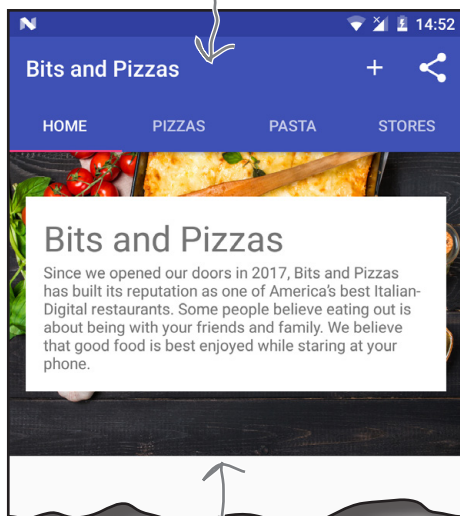 14:52
Bits and Pizzas
HOME PIZZAS PASTA STORES
Bits and Pizzas
Since we opened our doors in 2017, Bits and Pizzas
has built its reputation as one of America's best Italian-
Digital restaurants. Some people believe eating out is
about being with your friends and family. We believe
that good food is best enjoyed while staring at your
phone.